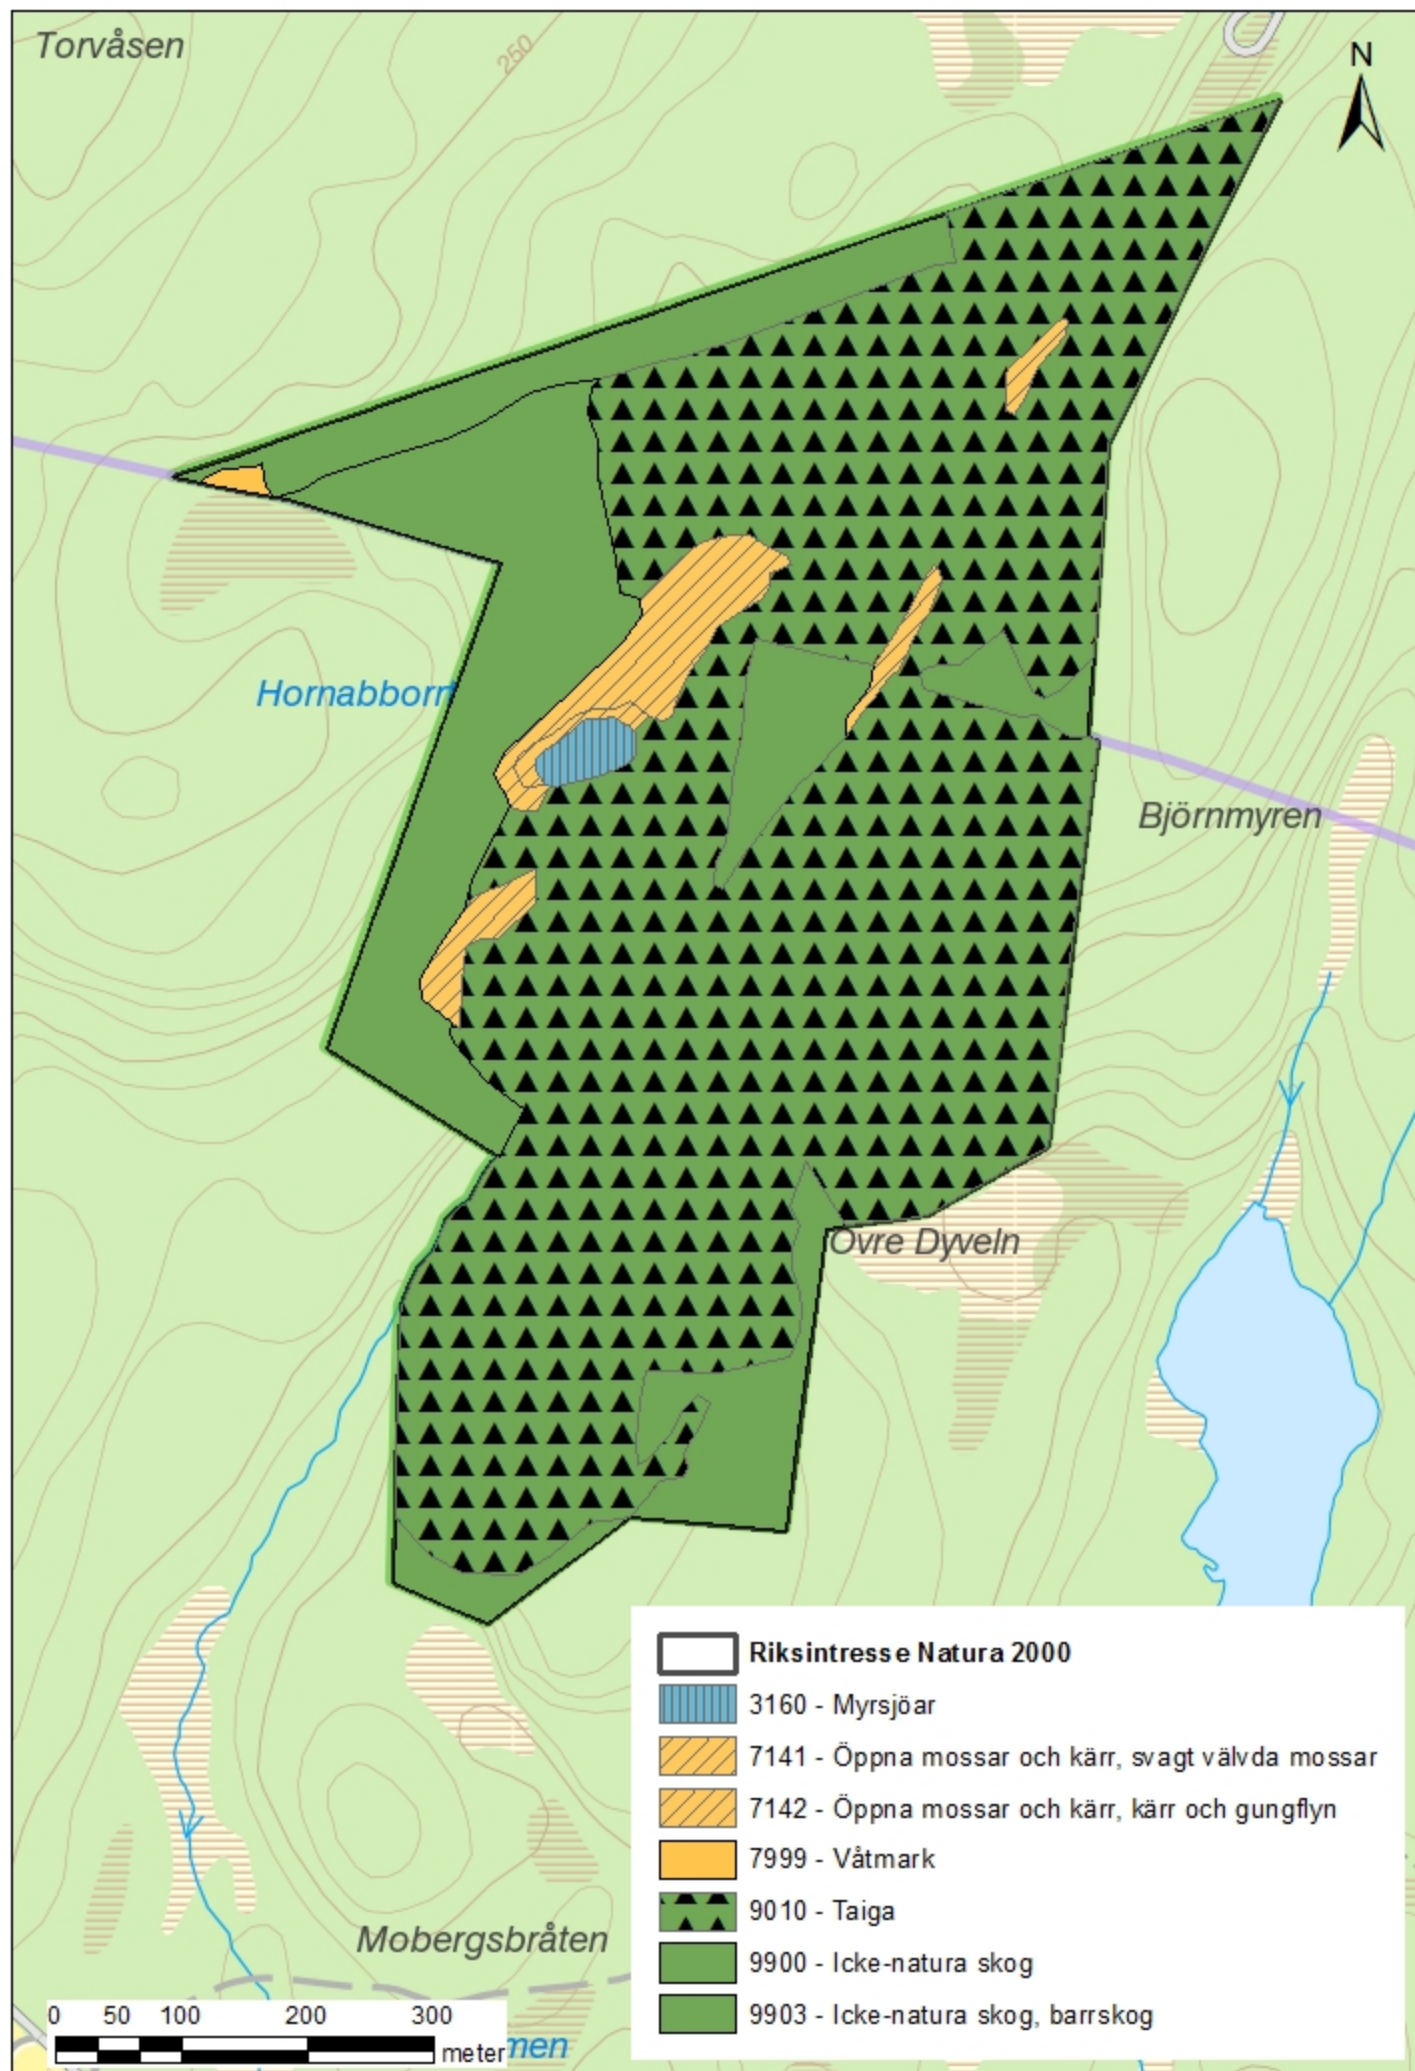 Torvåsen
250
N
Hornabborrt
Björnmyren
Övre Dyveln
Riksintresse Natura 2000
3160 - Myrsjöar
7141 - Öppna mossar och kärr, svagt välvda mossar
7142 - Öppna mossar och kärr, kärr och gungflyn
7999 - Våtmark
9010 - Taiga
9900 - Icke-natura skog
9903 - Icke-natura skog, barrskog
Mobergsbråten
0 50 100 200 300
meter
men